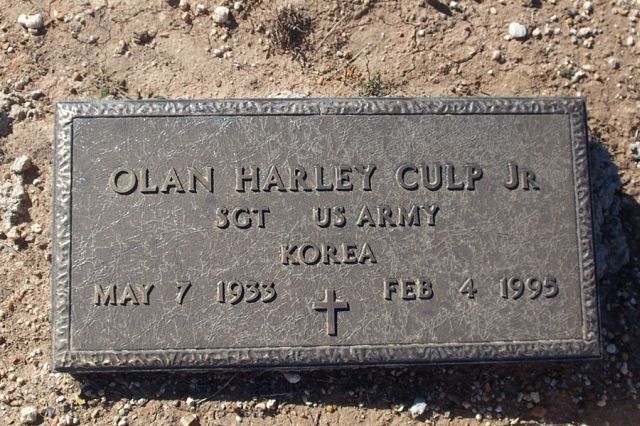 OLAN HARLEY CULP JR
SGT US ARMY
KOREA
MAY 7 1933 FEB 4 1995